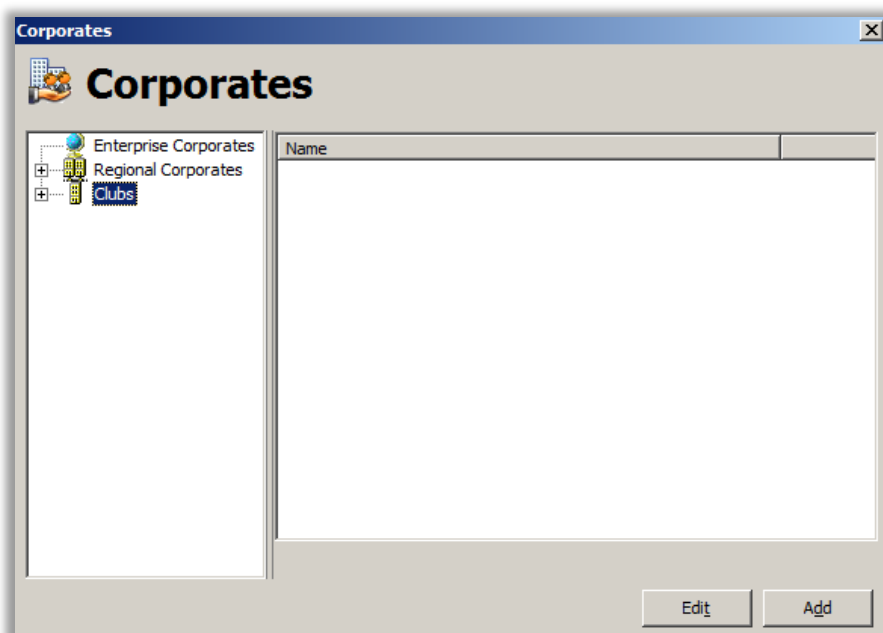 Corporates
Corporates
Enterprise Corporates
Regional Corporates
Clubs
Name
Edit
Add